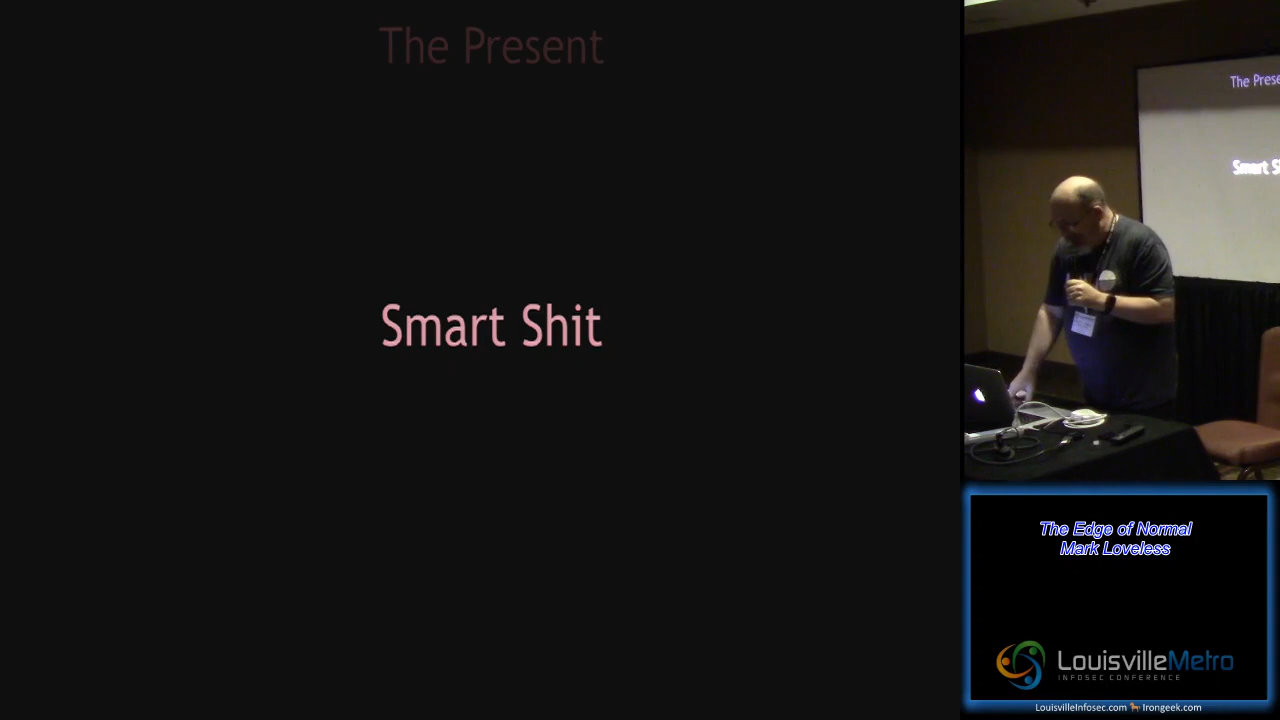 The Present
Smart Shit
The Prese
Smart S
The Edge of Normal
Mark Loveless
LouisvilleMetro
INFOSEC CONFERENCE
LouisvilleInfosec.com Irongeek.com